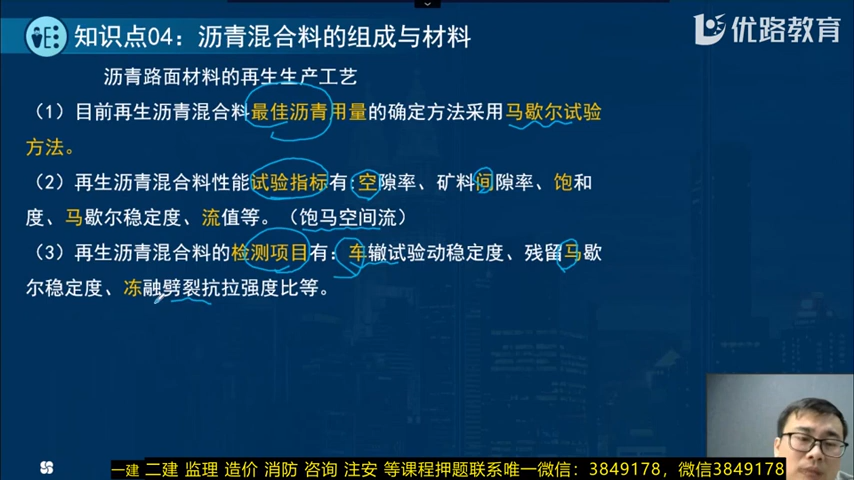 知识点04：沥青混合料的组成与材料
优路教育
沥青路面材料的再生生产工艺
（1）目前再生沥青混合料最佳沥青用量的确定方法采用马歇尔试验
方法。
（2）再生沥青混合料性能试验指标有：空隙率、矿料间隙率、饱和
度、马歇尔稳定度、流值等。（饱马空间流）
（3）再生沥青混合料的检测项目有：车辙试验动稳定度、残留马歇
尔稳定度、冻融劈裂抗拉强度比等。
一建 二建 监理 造价 消防 咨询 注安 等课程押题联系唯一微信：3849178，微信3849178